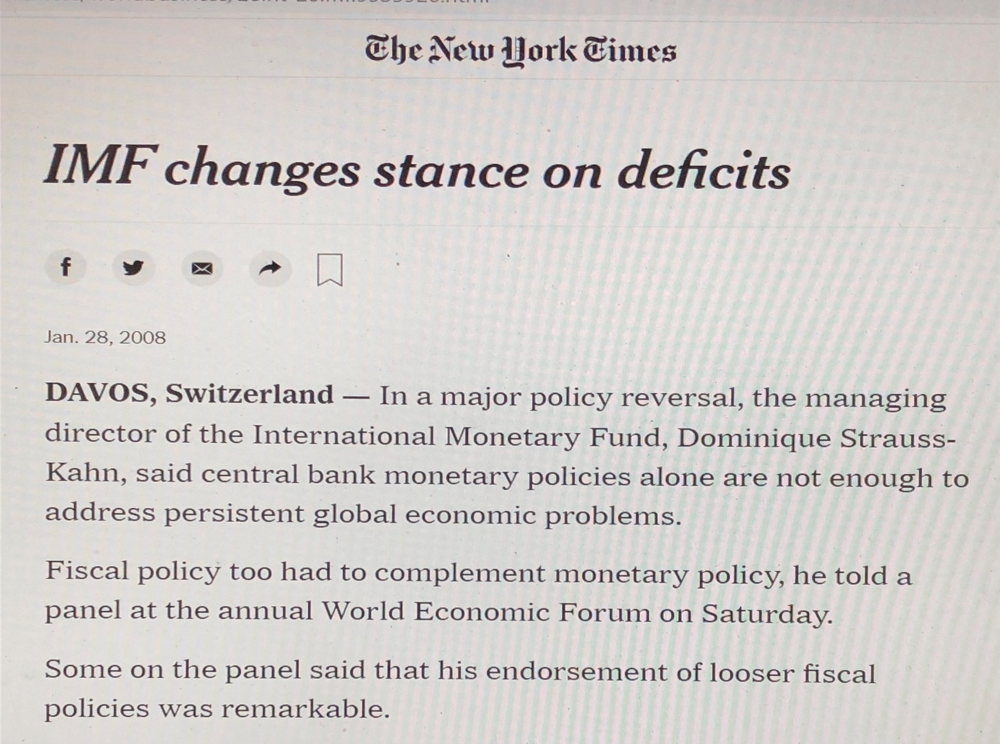 The New York Times
IMF changes stance on deficits
Jan. 28, 2008
DAVOS, Switzerland — In a major policy reversal, the managing
director of the International Monetary Fund, Dominique Strauss-
Kahn, said central bank monetary policies alone are not enough to
address persistent global economic problems.
Fiscal policy too had to complement monetary policy, he told a
panel at the annual World Economic Forum on Saturday.
Some on the panel said that his endorsement of looser fiscal
policies was remarkable.